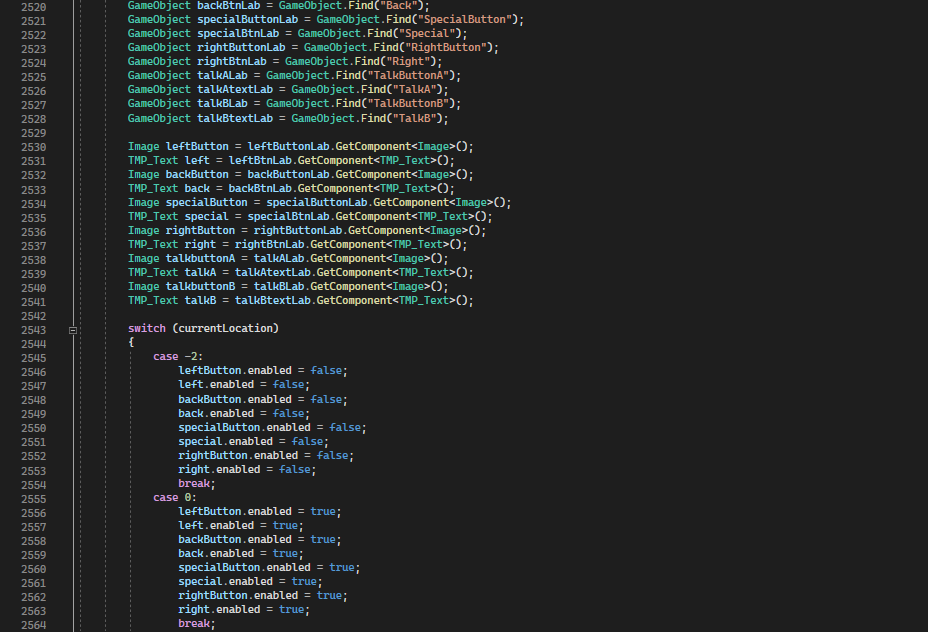 2520 GameObject backBtnLab = GameObject.Find("Back");
2521 GameObject specialButtonLab = GameObject.Find("SpecialButton");
2522 GameObject specialBtnLab = GameObject.Find("Special");
2523 GameObject rightButtonLab = GameObject.Find("RightButton");
2524 GameObject rightBtnLab = GameObject.Find("Right");
2525 GameObject talkALab = GameObject.Find("TalkButtonA");
2526 GameObject talkAtextLab = GameObject.Find("TalkA");
2527 GameObject talkBLab = GameObject.Find("TalkButtonB");
2528 GameObject talkBtextLab = GameObject.Find("TalkB");
2529
2530 Image leftButton = leftButtonLab.GetComponent<Image>();
2531 TMP_Text left = leftBtnLab.GetComponent<TMP_Text>();
2532 Image backButton = backButtonLab.GetComponent<Image>();
2533 TMP_Text back = backBtnLab.GetComponent<TMP_Text>();
2534 Image specialButton = specialButtonLab.GetComponent<Image>();
2535 TMP_Text special = specialBtnLab.GetComponent<TMP_Text>();
2536 Image rightButton = rightButtonLab.GetComponent<Image>();
2537 TMP_Text right = rightBtnLab.GetComponent<TMP_Text>();
2538 Image talkbuttonA = talkALab.GetComponent<Image>();
2539 TMP_Text talkA = talkAtextLab.GetComponent<TMP_Text>();
2540 Image talkbuttonB = talkBLab.GetComponent<Image>();
2541 TMP_Text talkB = talkBtextLab.GetComponent<TMP_Text>();
2542
2543 switch (currentLocation)
2544 {
2545 case -2:
2546 leftButton.enabled = false;
2547 left.enabled = false;
2548 backButton.enabled = false;
2549 back.enabled = false;
2550 specialButton.enabled = false;
2551 special.enabled = false;
2552 rightButton.enabled = false;
2553 right.enabled = false;
2554 break;
2555 case 0:
2556 leftButton.enabled = true;
2557 left.enabled = true;
2558 backButton.enabled = true;
2559 back.enabled = true;
2560 specialButton.enabled = true;
2561 special.enabled = true;
2562 rightButton.enabled = true;
2563 right.enabled = true;
2564 break;